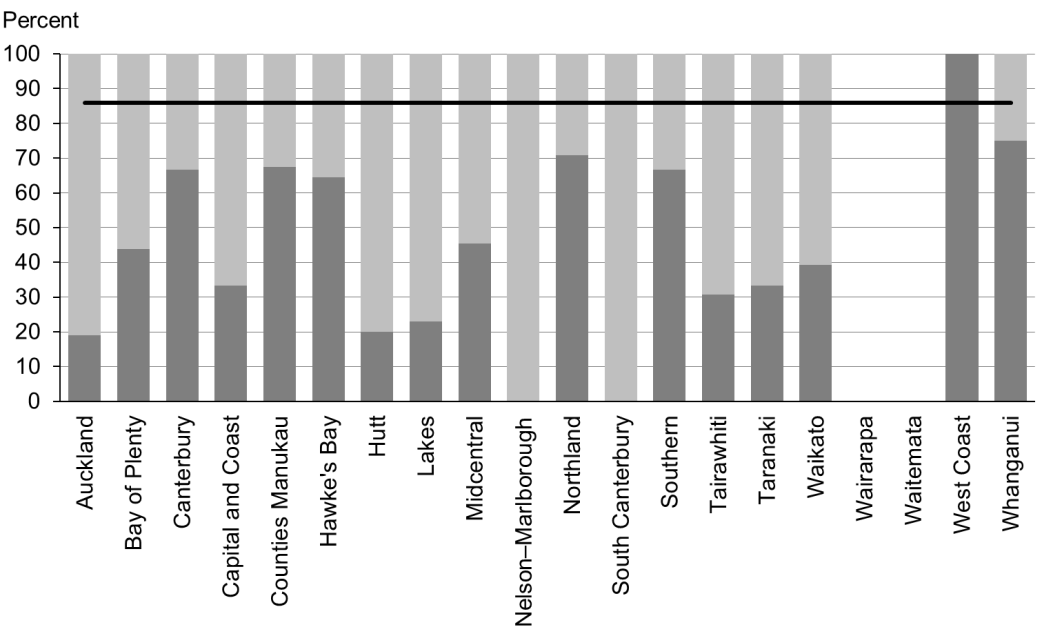 Percent
100
90
80
70
60
50
40
30
20
10
0
Auckland
Bay of Plenty
Canterbury
Capital and Coast
Counties Manukau
Hawke's Bay
Hutt
Lakes
Midcentral
Nelson–Marlborough
Northland
South Canterbury
Southern
Tairawhiti
Taranaki
Waikato
Wairarapa
Waitemata
West Coast
Whanganui